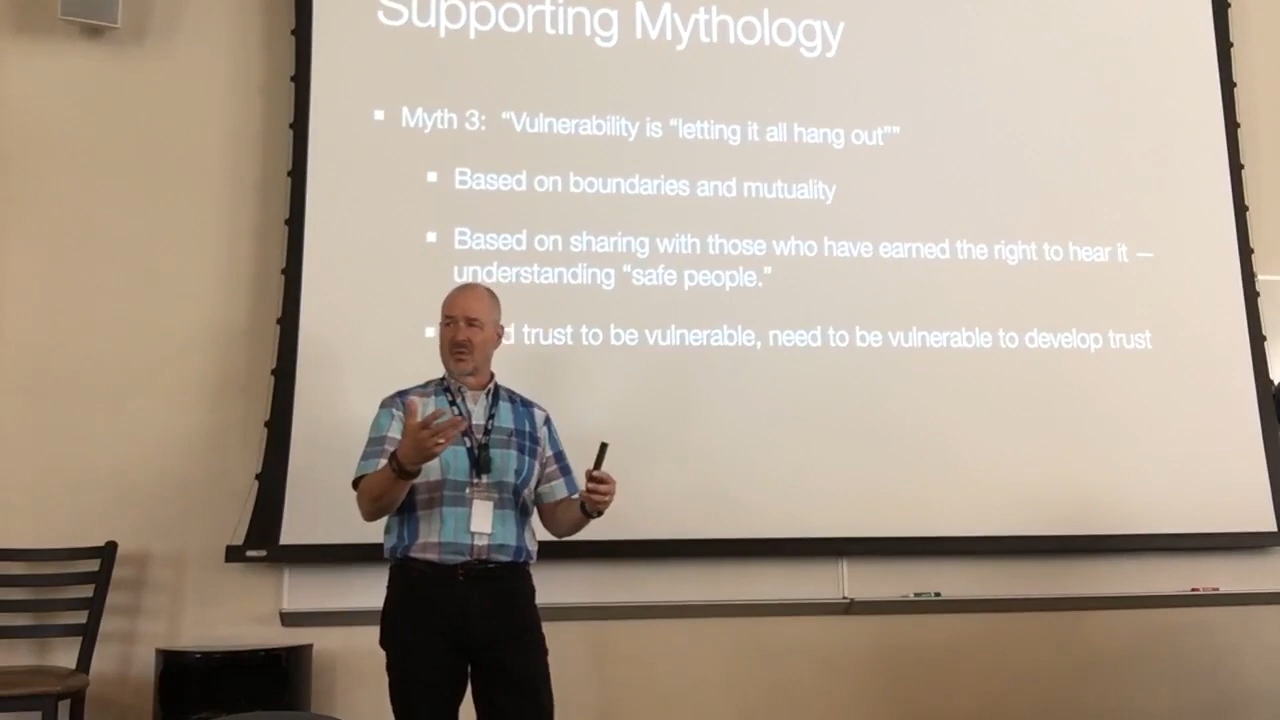 Supporting Mythology
▪ Myth 3: “Vulnerability is “letting it all hang out””
▪ Based on boundaries and mutuality
▪ Based on sharing with those who have earned the right to hear it –
understanding “safe people.”
▪ trust to be vulnerable, need to be vulnerable to develop trust